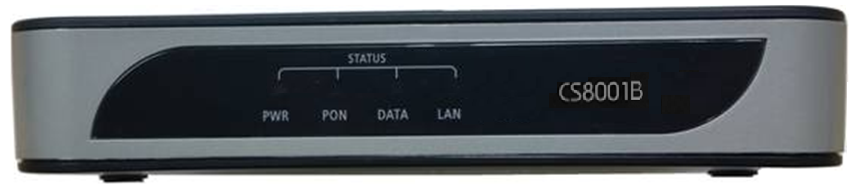 STATUS
PWR PON DATA LAN
CS8001B